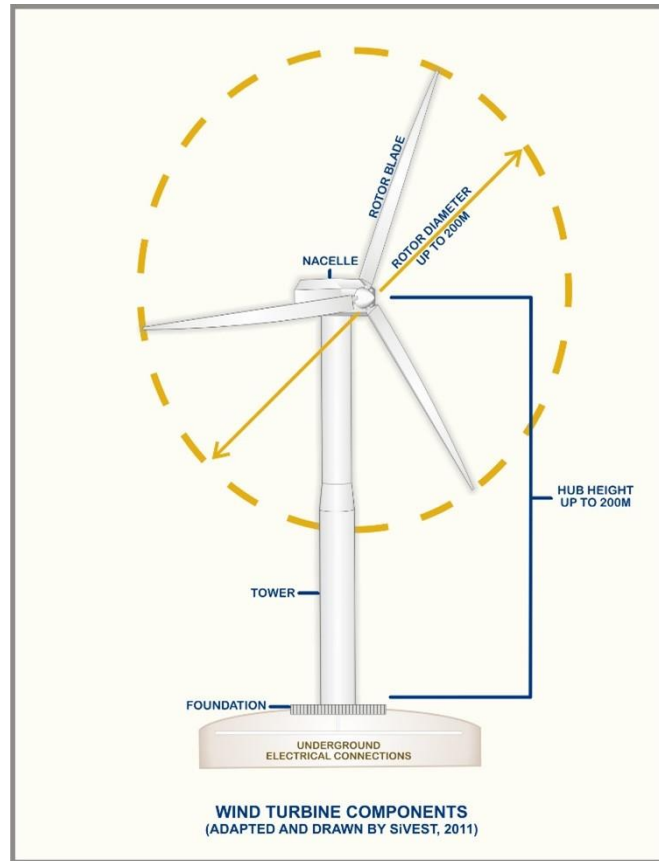 ROTOR BLADE
ROTOR DIAMETER
UP TO 200M
NACELLE
HUB HEIGHT
UP TO 200M
TOWER
FOUNDATION
UNDERGROUND
ELECTRICAL CONNECTIONS
WIND TURBINE COMPONENTS
(ADAPTED AND DRAWN BY SiVEST, 2011)